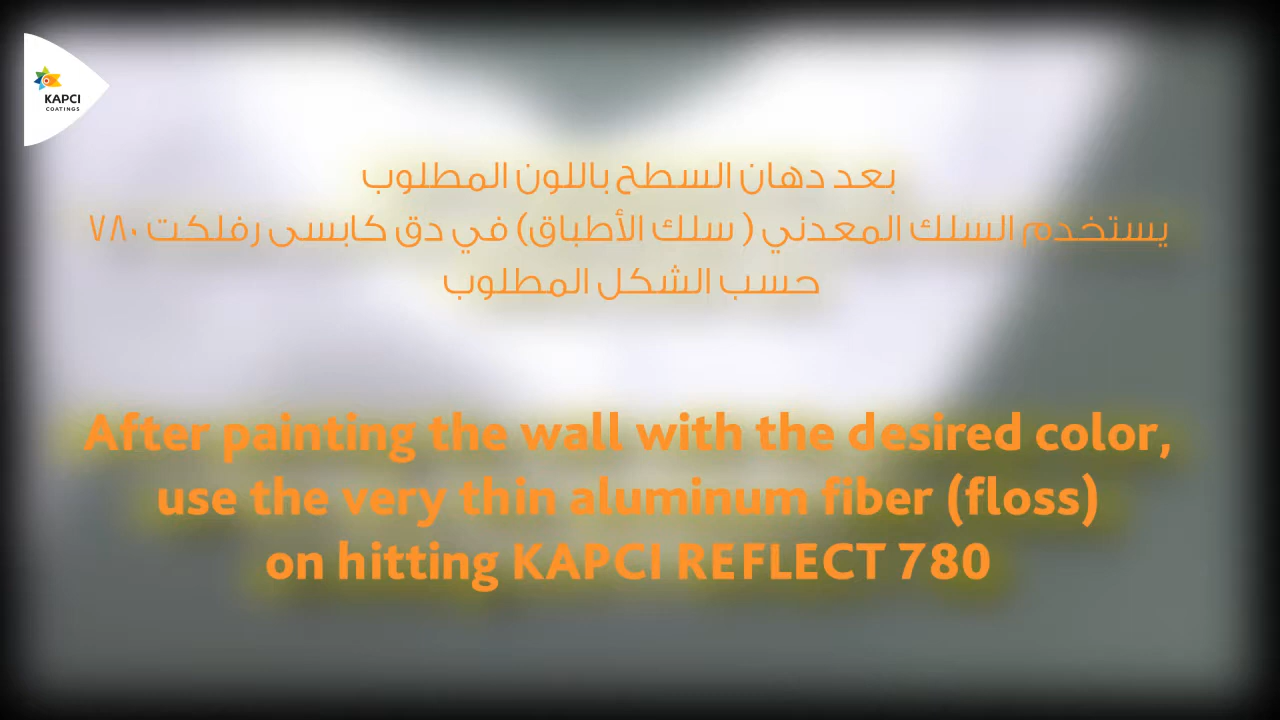 KAPCI
COATINGS
بعد دهان السطح باللون المطلوب
يستخدم السلك المعدني ( سلك الأطباق) في دق كابسى رفلكت ٧٨٠
حسب الشكل المطلوب
After painting the wall with the desired color,
use the very thin aluminum fiber (floss)
on hitting KAPCI REFLECT 780